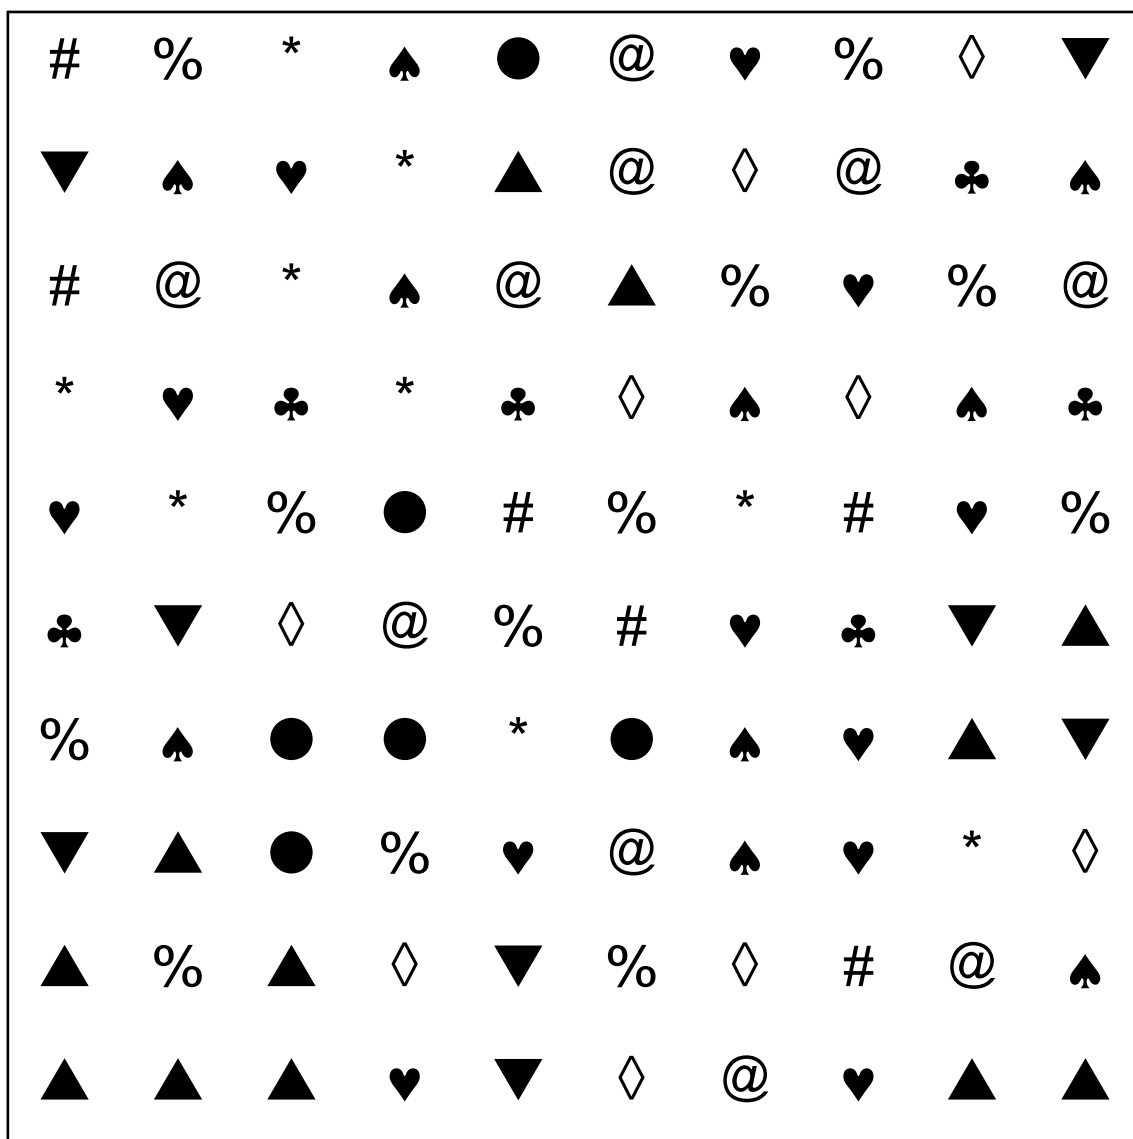 # % * ♠ ● @ ♥ % ◊ ▼
▼ ♠ ♥ * ▲ @ ◊ @ ♣ ♠
# @ * ♠ @ ▲ % ♥ % @
* ♥ ♣ * ♣ ◊ ♠ ◊ ♠ ♣
♥ * % ● # % * # ♥ %
♣ ▼ ◊ @ % # ♥ ♣ ▼ ▲
% ♠ ● ● * ● ♠ ♥ ▲ ▼
▼ ▲ ● % ♥ @ ♠ ♥ * ◊
▲ % ▲ ◊ ▼ % ◊ # @ ♠
▲ ▲ ▲ ♥ ▼ ◊ @ ♥ ▲ ▲